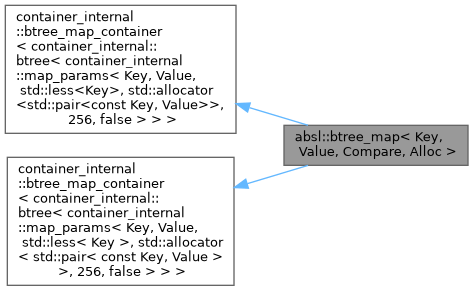 container_internal
::btree_map_container
< container_internal::
btree< container_internal
::map_params< Key, Value,
std::less<Key>, std::allocator
<std::pair<const Key, Value>>,
256, false > > >
absl::btree_map< Key,
Value, Compare, Alloc >
container_internal
::btree_map_container
< container_internal::
btree< container_internal
::map_params< Key, Value,
std::less< Key >, std::allocator
< std::pair< const Key, Value >
>, 256, false > > >